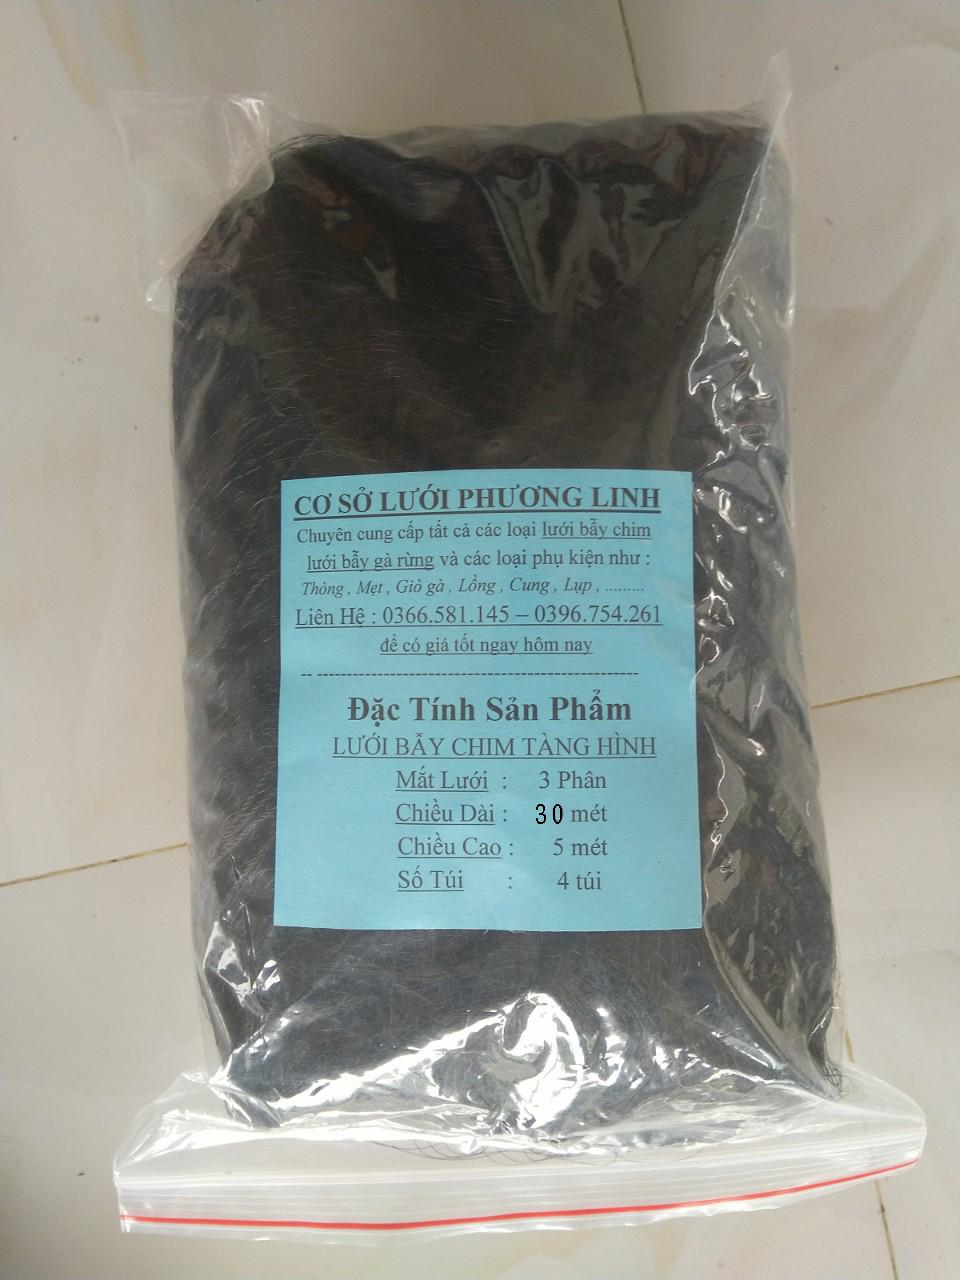 CƠ SỞ LƯỚI PHƯƠNG LINH
Chuyên cung cấp tất cả các loại lưới bẫy chim
lưới bẫy gà rừng và các loại phụ kiện như :
Thòng , Mẹt , Giò gà , Lồng , Cung , Lụp , .........
Liên Hệ : 0366.581.145 – 0396.754.261
để có giá tốt ngay hôm nay
-- ------------------------------------------------------
Đặc Tính Sản Phẩm
LƯỚI BẪY CHIM TÀNG HÌNH
Mắt Lưới : 3 Phân
Chiều Dài : 30 mét
Chiều Cao : 5 mét
Số Túi : 4 túi